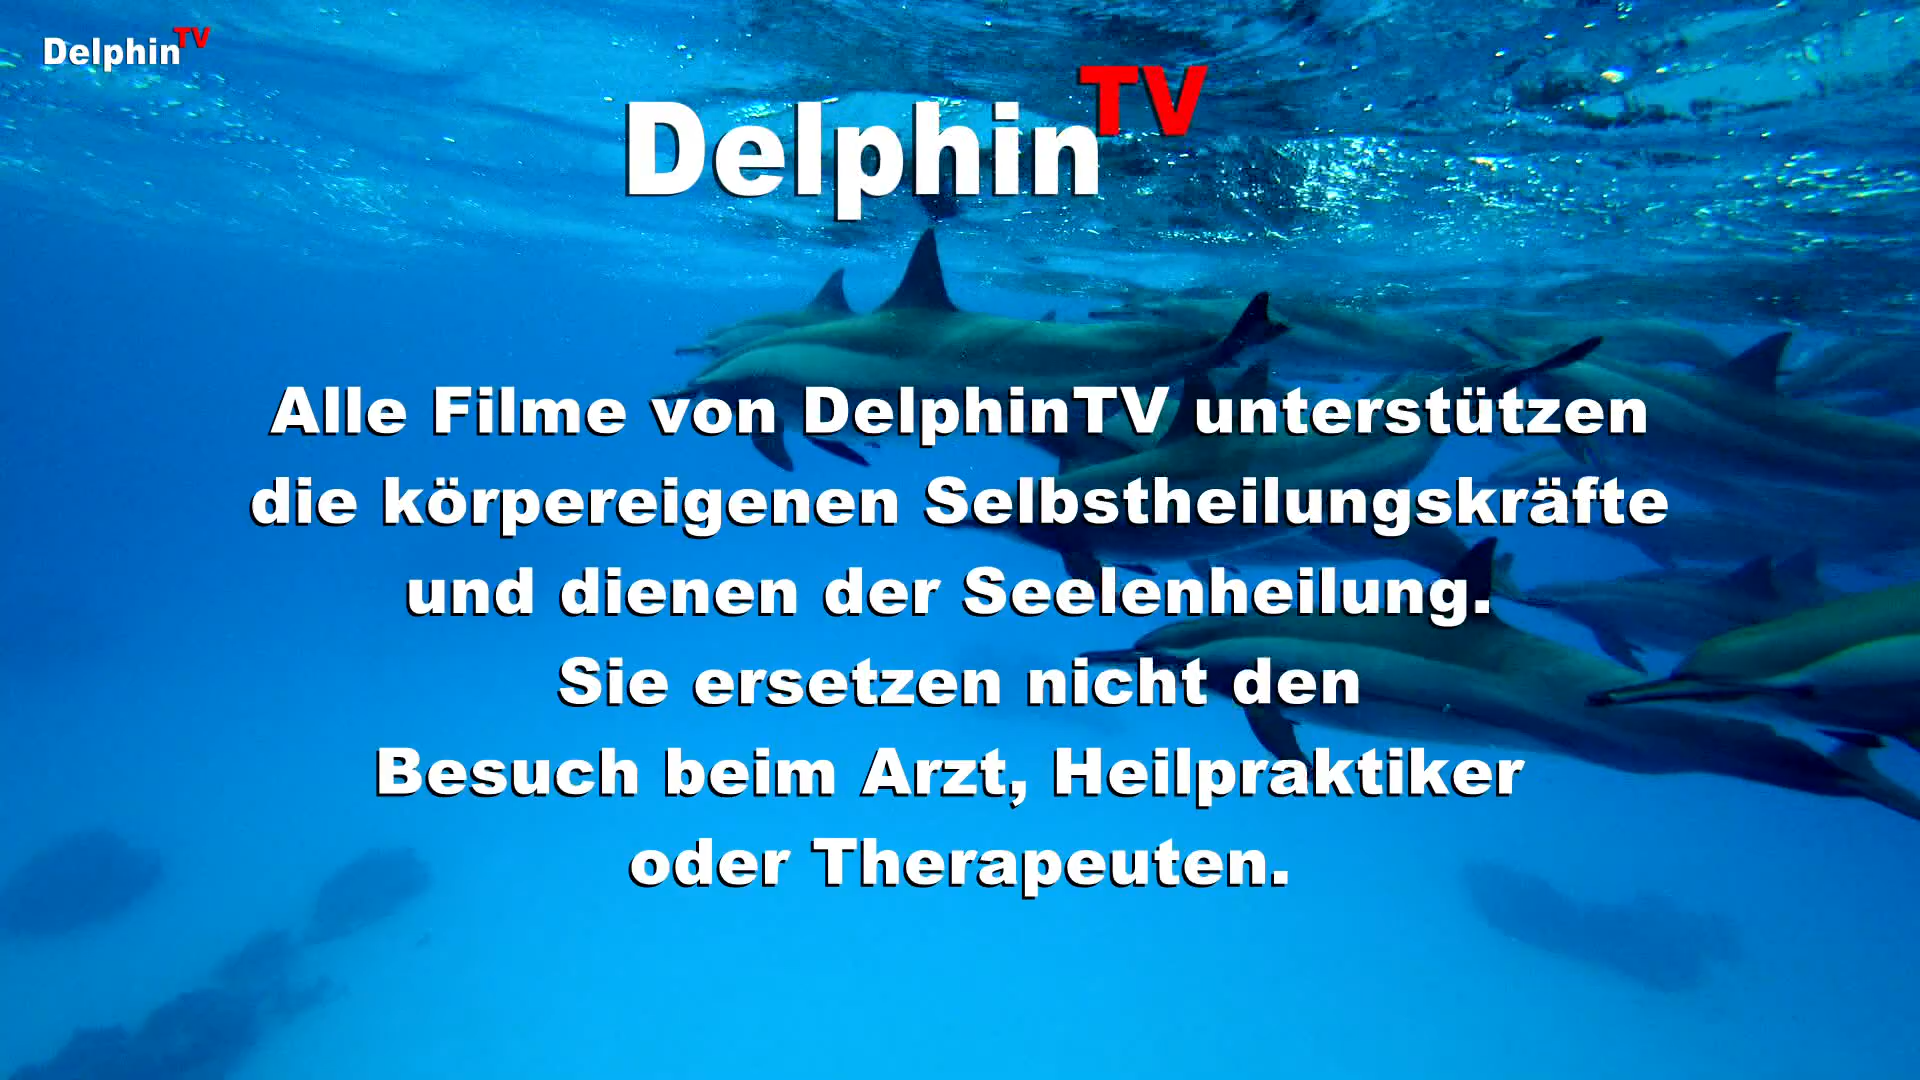 DelphinTV
DelphinTV
Alle Filme von DelphinTV unterstützen
die körpereigenen Selbstheilungskräfte
und dienen der Seelenheilung.
Sie ersetzen nicht den
Besuch beim Arzt, Heilpraktiker
oder Therapeuten.